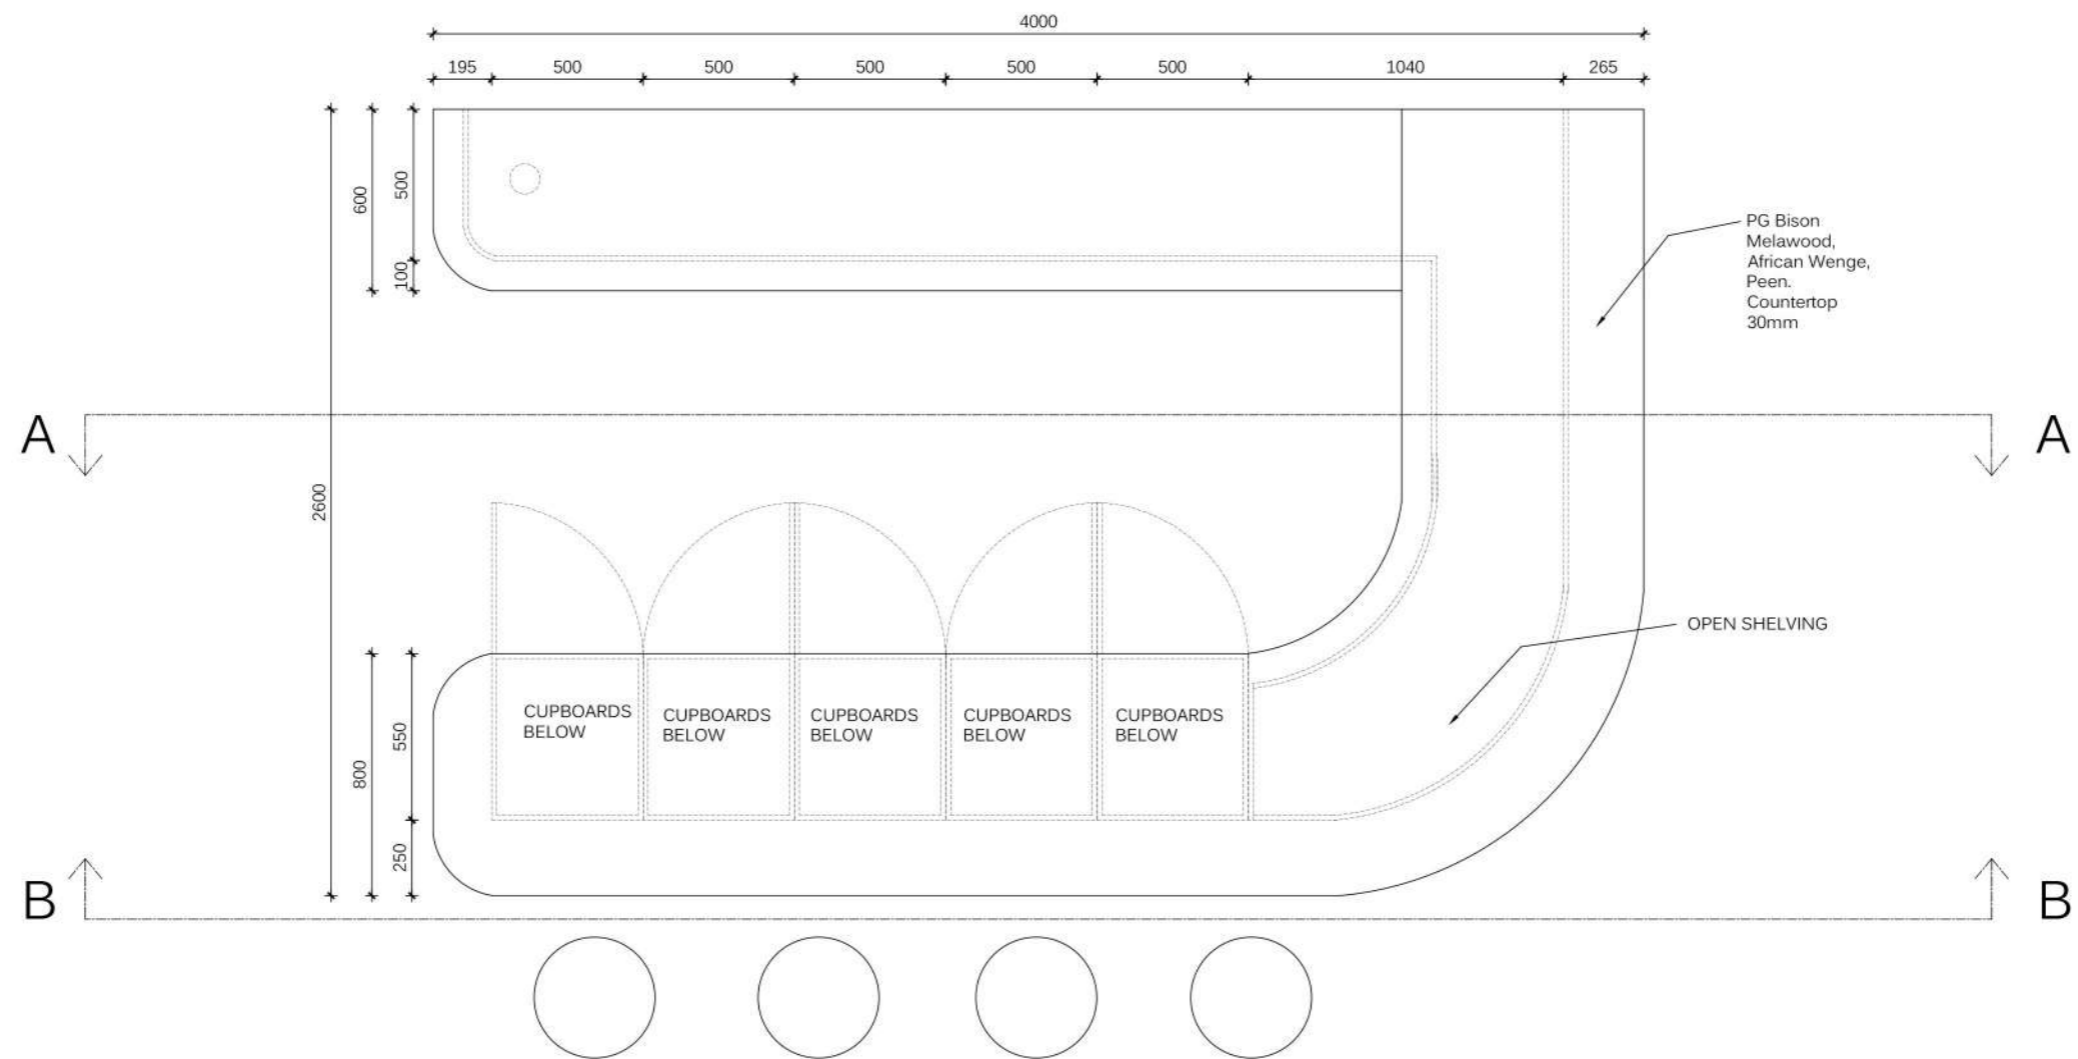 4000
195 500 500 500 500 500 1040 265
600
500
100
2600
PG Bison
Melawood,
African Wenge,
Peen.
Countertop
30mm
A
A
OPEN SHELVING
CUPBOARDS
BELOW
CUPBOARDS
BELOW
CUPBOARDS
BELOW
CUPBOARDS
BELOW
CUPBOARDS
BELOW
800
550
250
B
B